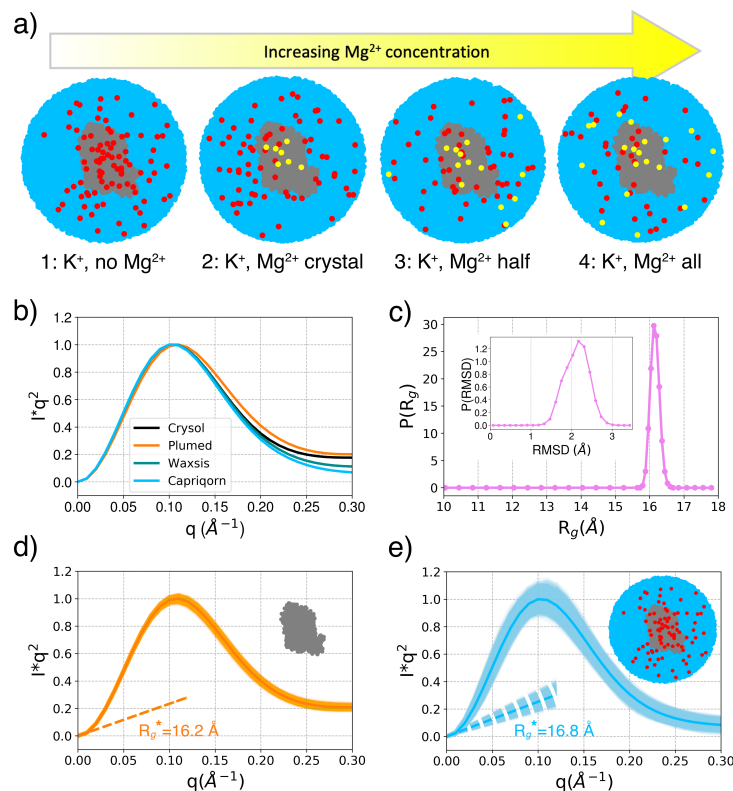 a)
Increasing Mg²⁺ concentration
1: K⁺, no Mg²⁺
2: K⁺, Mg²⁺ crystal
3: K⁺, Mg²⁺ half
4: K⁺, Mg²⁺ all
b)
1.2
1.0
0.8
0.6
0.4
0.2
0.0
I*q²
Crysol
Plumed
Waxsis
Capriqorn
0.00 0.05 0.10 0.15 0.20 0.25 0.30
q (Å⁻¹)
c)
30
25
20
15
10
5
0
P(R_g)
1.2
1.0
0.8
0.6
0.4
0.2
0.0
P(RMSD)
0 1 2 3
RMSD (Å)
10 11 12 13 14 15 16 17 18
R_g(Å)
d)
1.2
1.0
0.8
0.6
0.4
0.2
0.0
I*q²
R_g*=16.2 Å
0.00 0.05 0.10 0.15 0.20 0.25 0.30
q(Å⁻¹)
e)
1.2
1.0
0.8
0.6
0.4
0.2
0.0
I*q²
R_g*=16.8 Å
0.00 0.05 0.10 0.15 0.20 0.25 0.30
q(Å⁻¹)